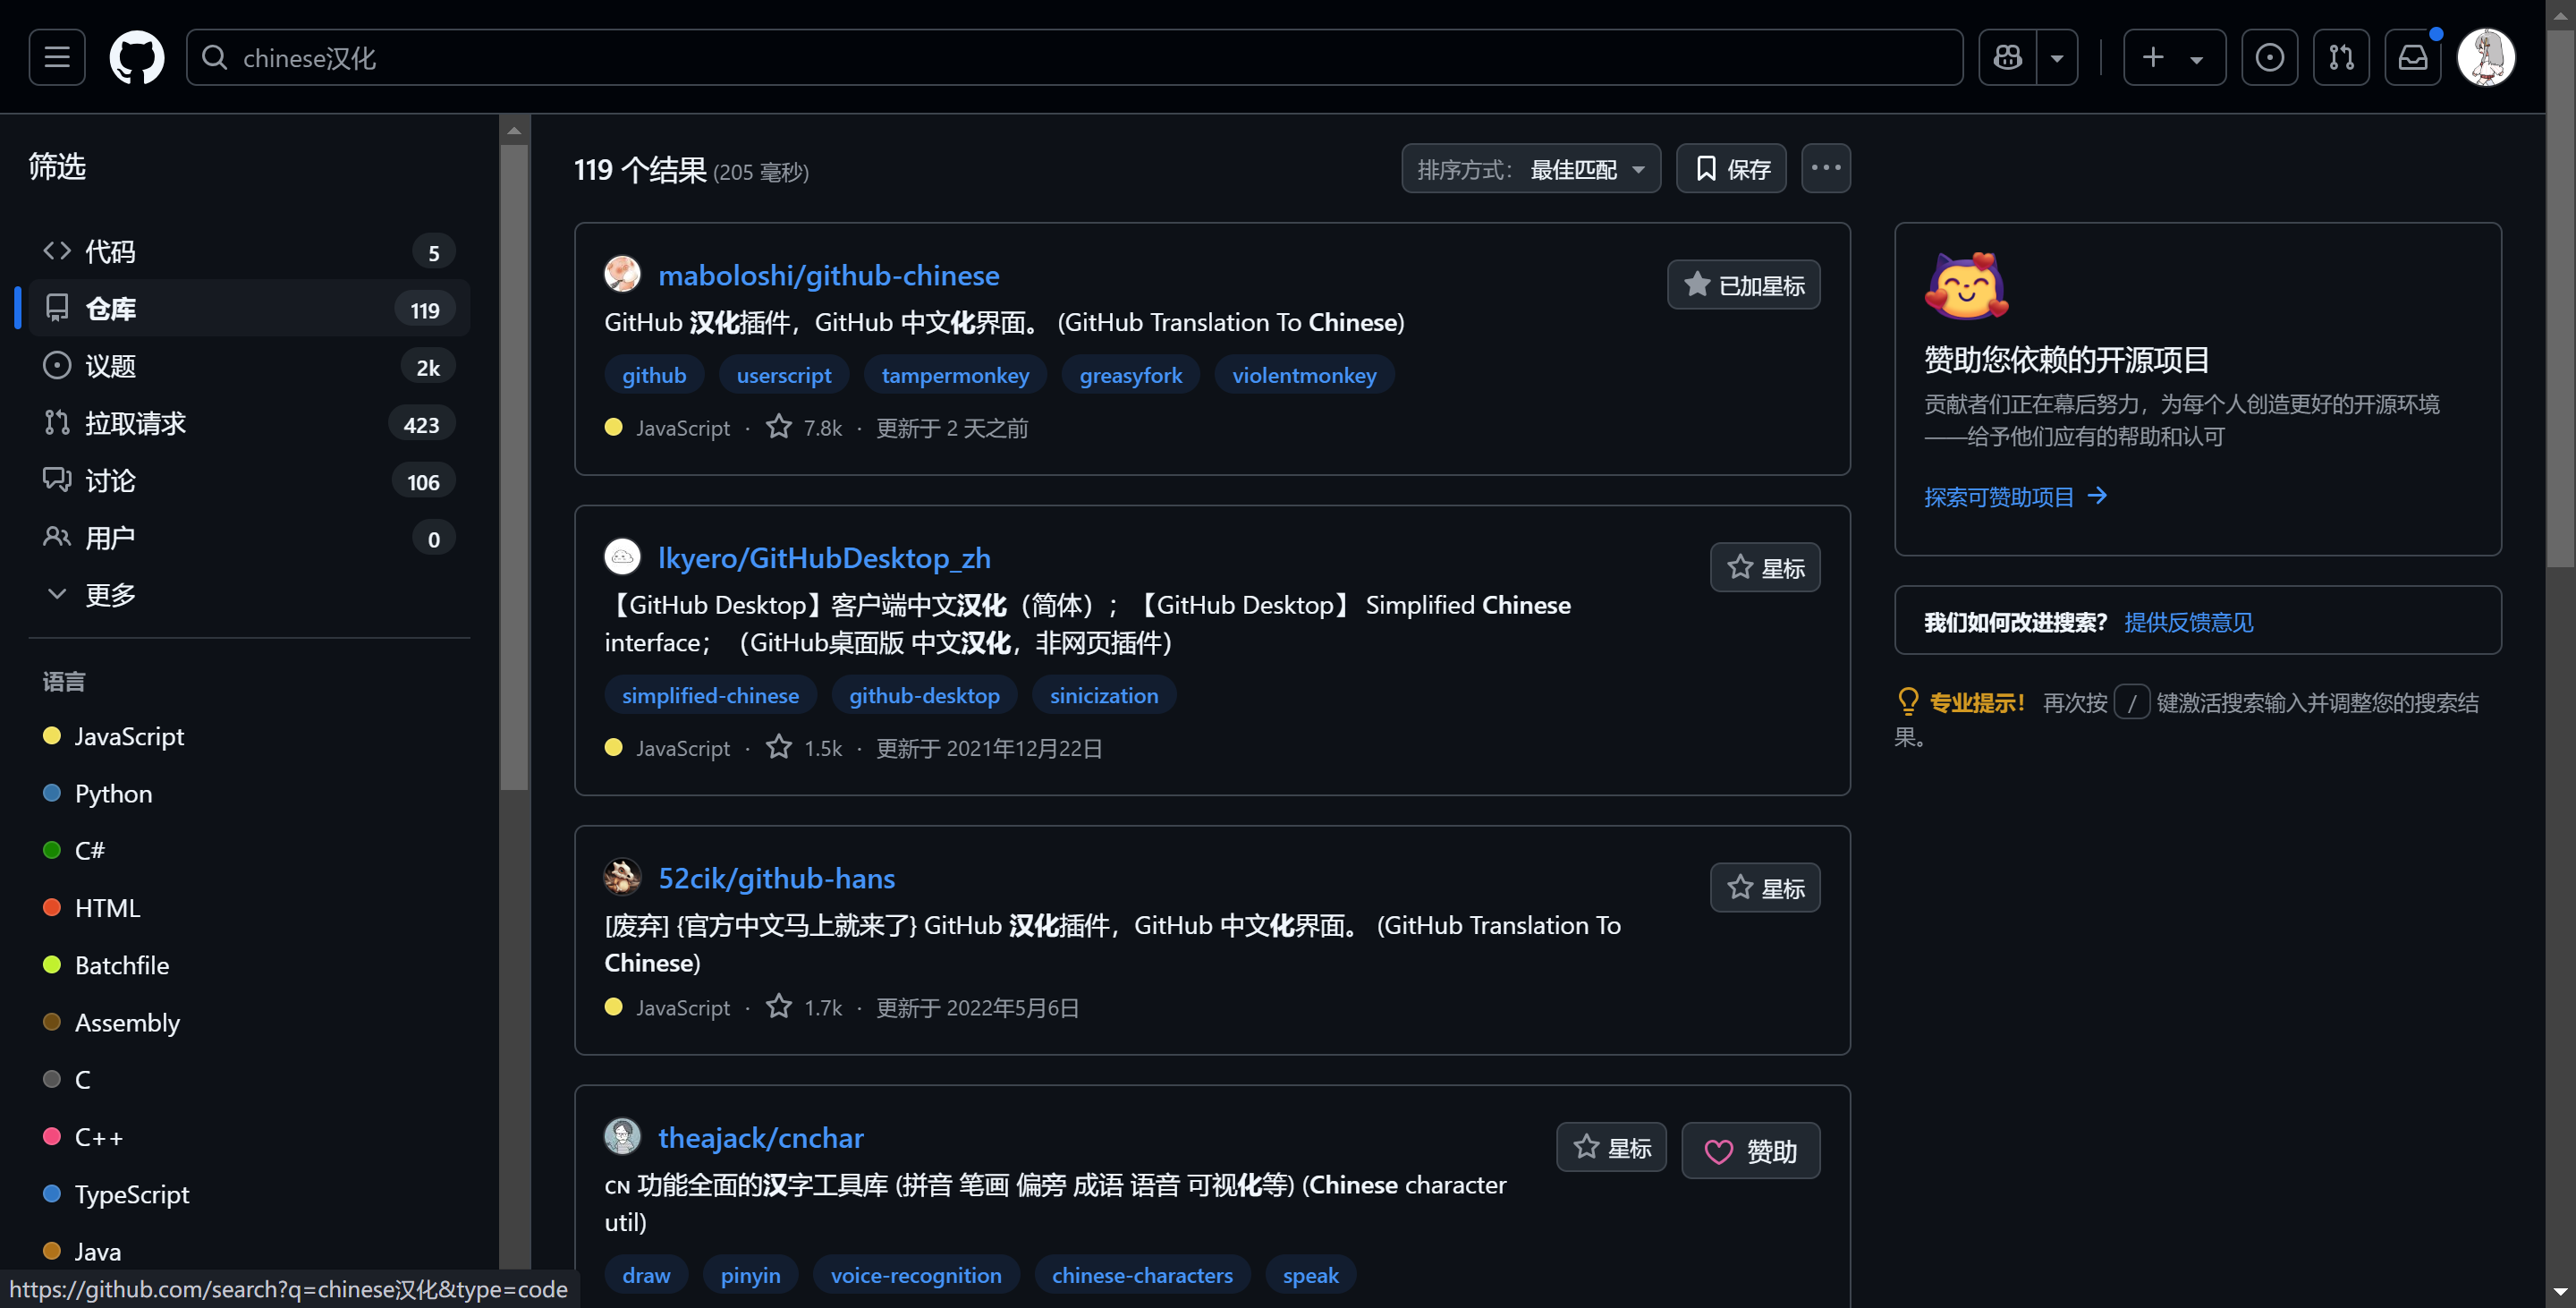 chinese汉化
筛选
代码 5
仓库 119
议题 2k
拉取请求 423
讨论 106
用户 0
更多
语言
JavaScript
Python
C#
HTML
Batchfile
Assembly
C
C++
TypeScript
Java
https://github.com/search?q=chinese汉化&type=code
119 个结果 (205 毫秒)
排序方式： 最佳匹配
保存
maboloshi/github-chinese
已加星标
GitHub 汉化插件，GitHub 中文化界面。 (GitHub Translation To Chinese)
github userscript tampermonkey greasyfork violentmonkey
JavaScript · 7.8k · 更新于 2 天之前
lkyero/GitHubDesktop_zh
星标
【GitHub Desktop】客户端中文汉化（简体）；【GitHub Desktop】 Simplified Chinese
interface；（GitHub桌面版 中文汉化，非网页插件）
simplified-chinese github-desktop sinicization
JavaScript · 1.5k · 更新于 2021年12月22日
52cik/github-hans
星标
[废弃] {官方中文马上就来了} GitHub 汉化插件，GitHub 中文化界面。 (GitHub Translation To
Chinese)
JavaScript · 1.7k · 更新于 2022年5月6日
theajack/cnchar
星标
赞助
CN 功能全面的汉字工具库 (拼音 笔画 偏旁 成语 语音 可视化等) (Chinese character
util)
draw pinyin voice-recognition chinese-characters speak
赞助您依赖的开源项目
贡献者们正在幕后努力，为每个人创造更好的开源环境
——给予他们应有的帮助和认可
探索可赞助项目 →
我们如何改进搜索？ 提供反馈意见
专业提示！ 再次按 / 键激活搜索输入并调整您的搜索结
果。